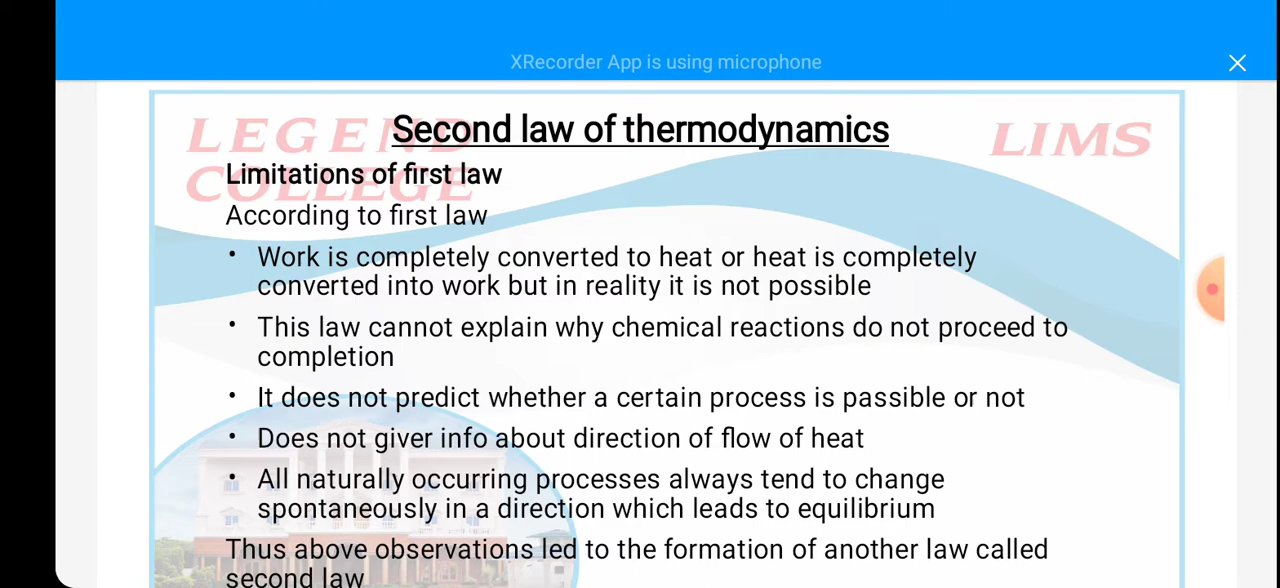 XRecorder App is using microphone
LEGEND
COLLEGE
LIMS
Second law of thermodynamics
Limitations of first law
According to first law
• Work is completely converted to heat or heat is completely
converted into work but in reality it is not possible
• This law cannot explain why chemical reactions do not proceed to
completion
• It does not predict whether a certain process is passible or not
• Does not giver info about direction of flow of heat
• All naturally occurring processes always tend to change
spontaneously in a direction which leads to equilibrium
Thus above observations led to the formation of another law called
second law